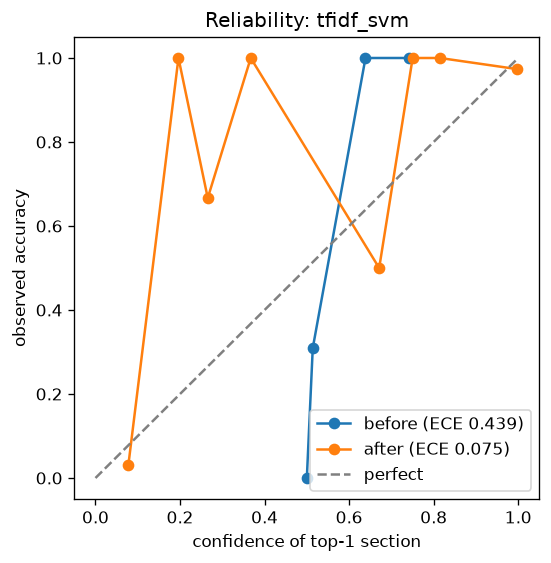 Reliability: tfidf_svm
observed accuracy
1.0
0.8
0.6
0.4
0.2
0.0
before (ECE 0.439)
after (ECE 0.075)
perfect
0.0 0.2 0.4 0.6 0.8 1.0
confidence of top-1 section